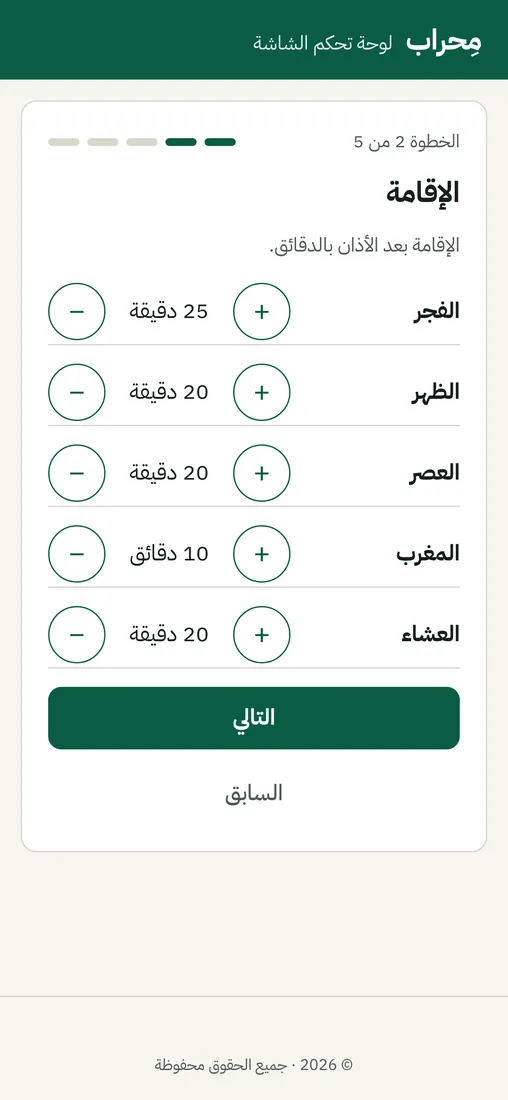 مِحراب لوحة تحكم الشاشة
الخطوة 2 من 5
الإقامة
الإقامة بعد الأذان بالدقائق.
الفجر + 25 دقيقة −
الظهر + 20 دقيقة −
العصر + 20 دقيقة −
المغرب + 10 دقائق −
العشاء + 20 دقيقة −
التالي
السابق
© 2026 · جميع الحقوق محفوظة